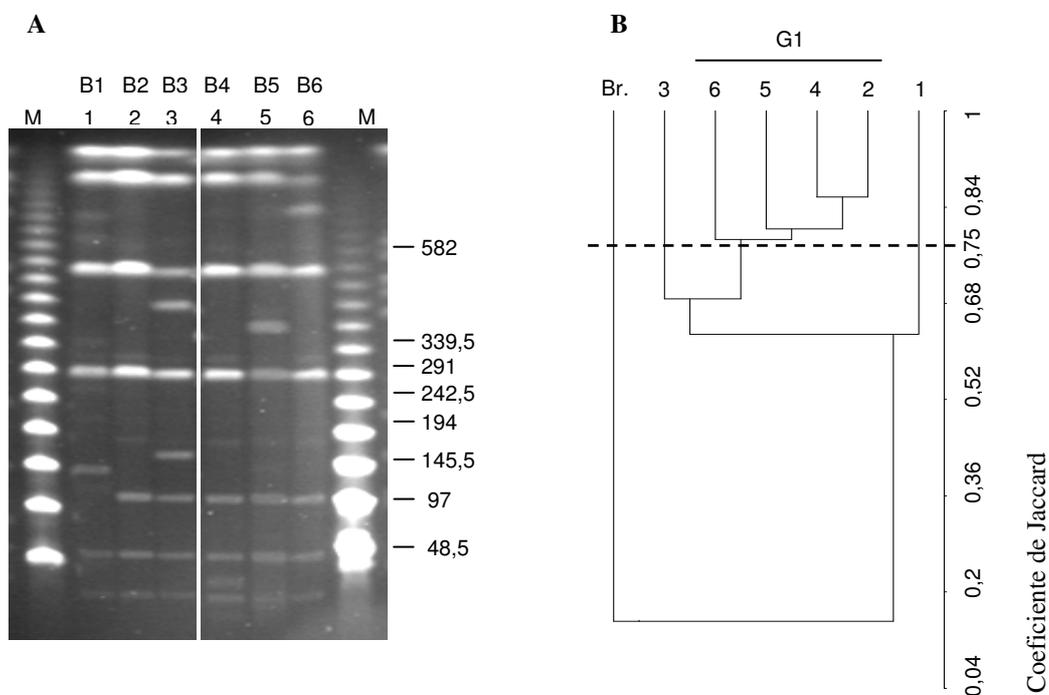 A
B1 B2 B3 B4 B5 B6
M 1 2 3 4 5 6 M
582
339,5
291
242,5
194
145,5
97
48,5
B
G1
Br. 3 6 5 4 2 1
1
0,84
0,75
0,68
0,52
0,36
0,2
0,04
Coeficiente de Jaccard